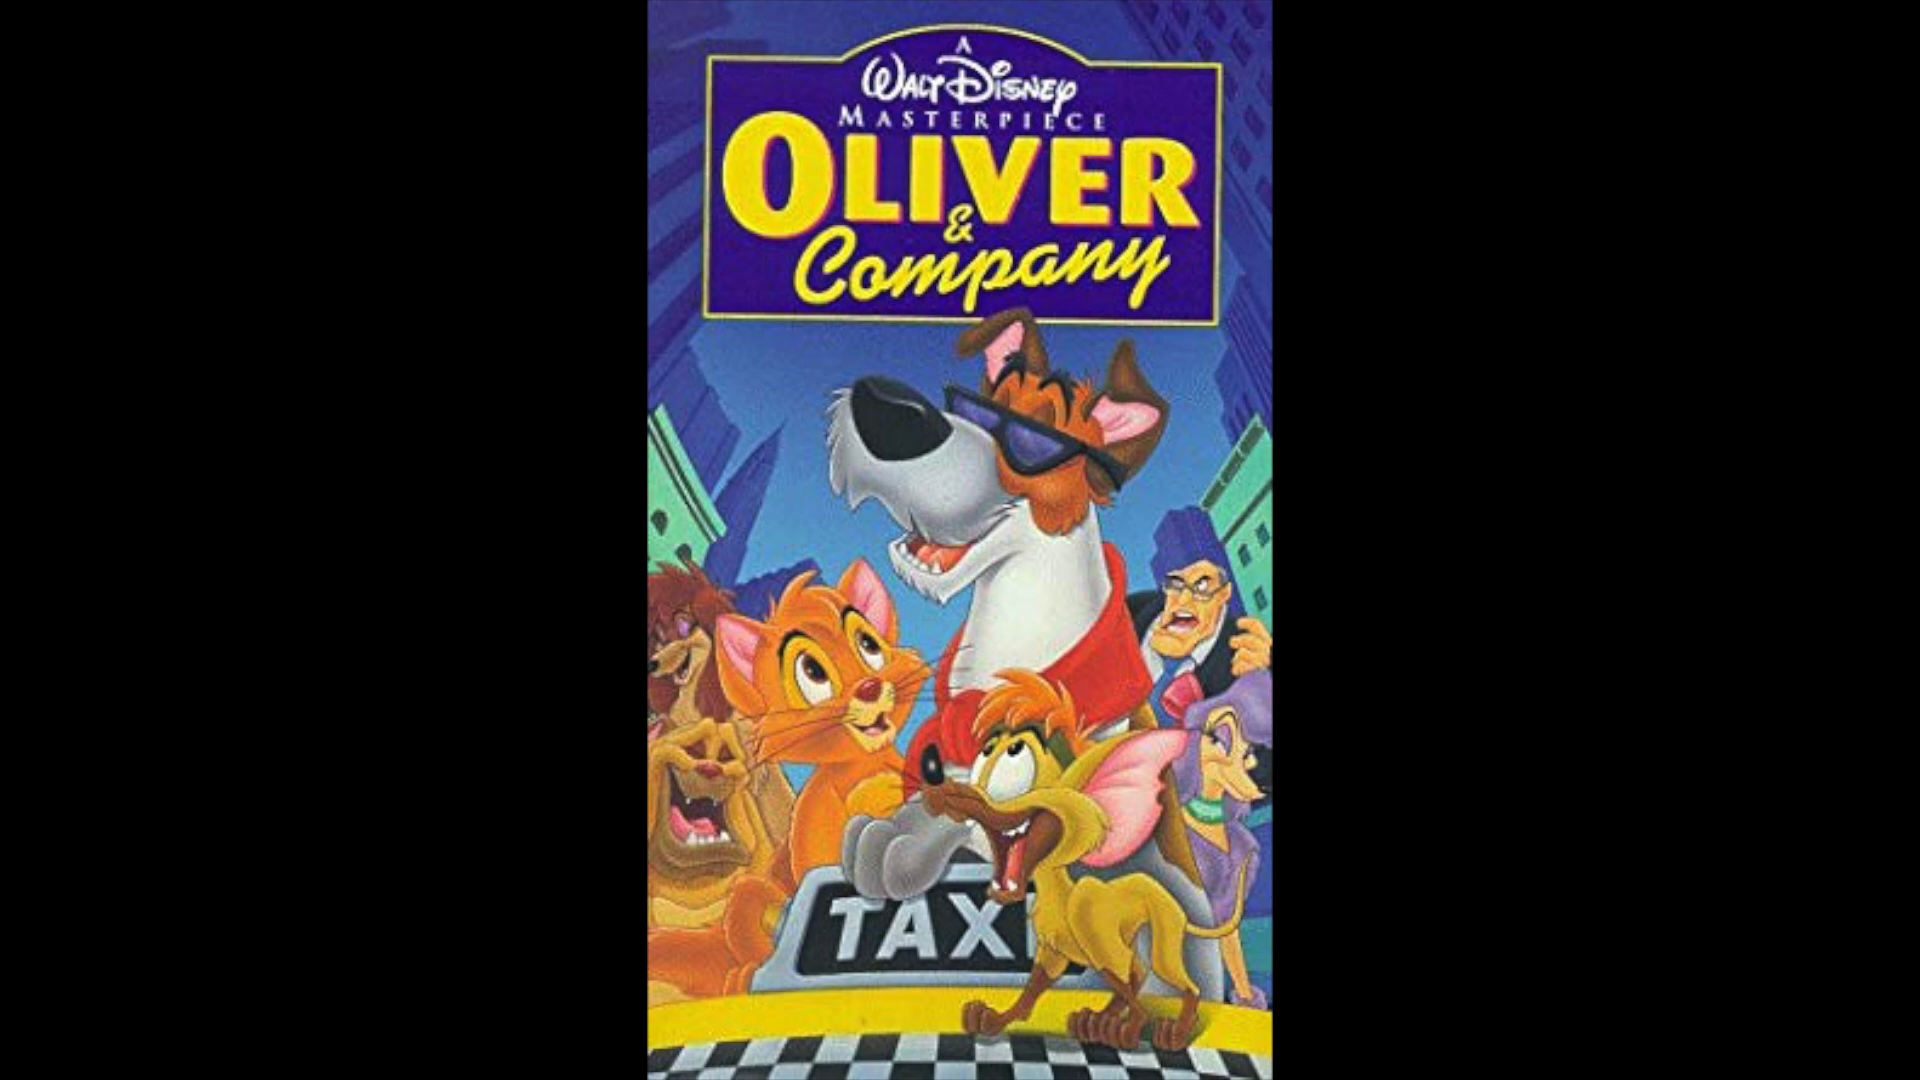 A
WALT DISNEY
MASTERPIECE
OLIVER
&
Company
TAXI